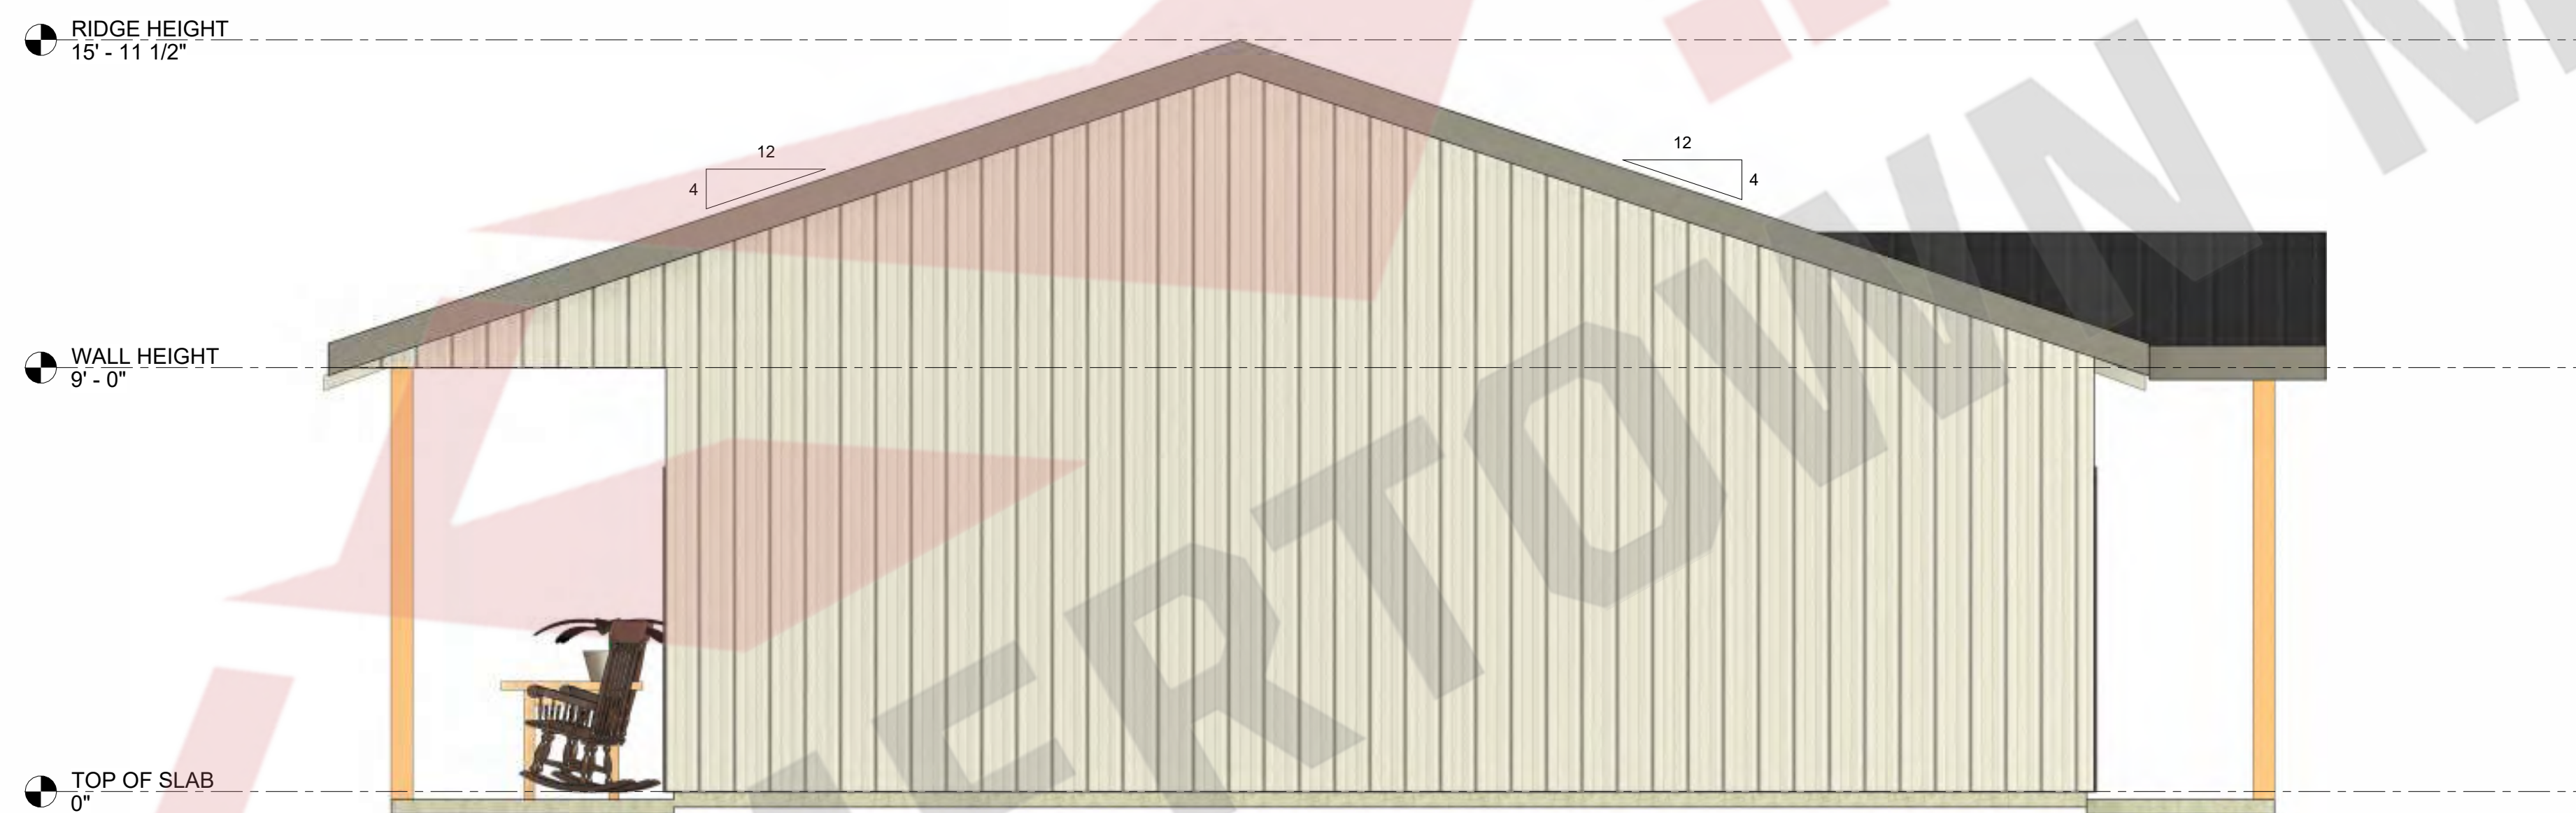 RIDGE HEIGHT
15' - 11 1/2"
12
4
12
4
WALL HEIGHT
9' - 0"
TOP OF SLAB
0"
ERTOWN M